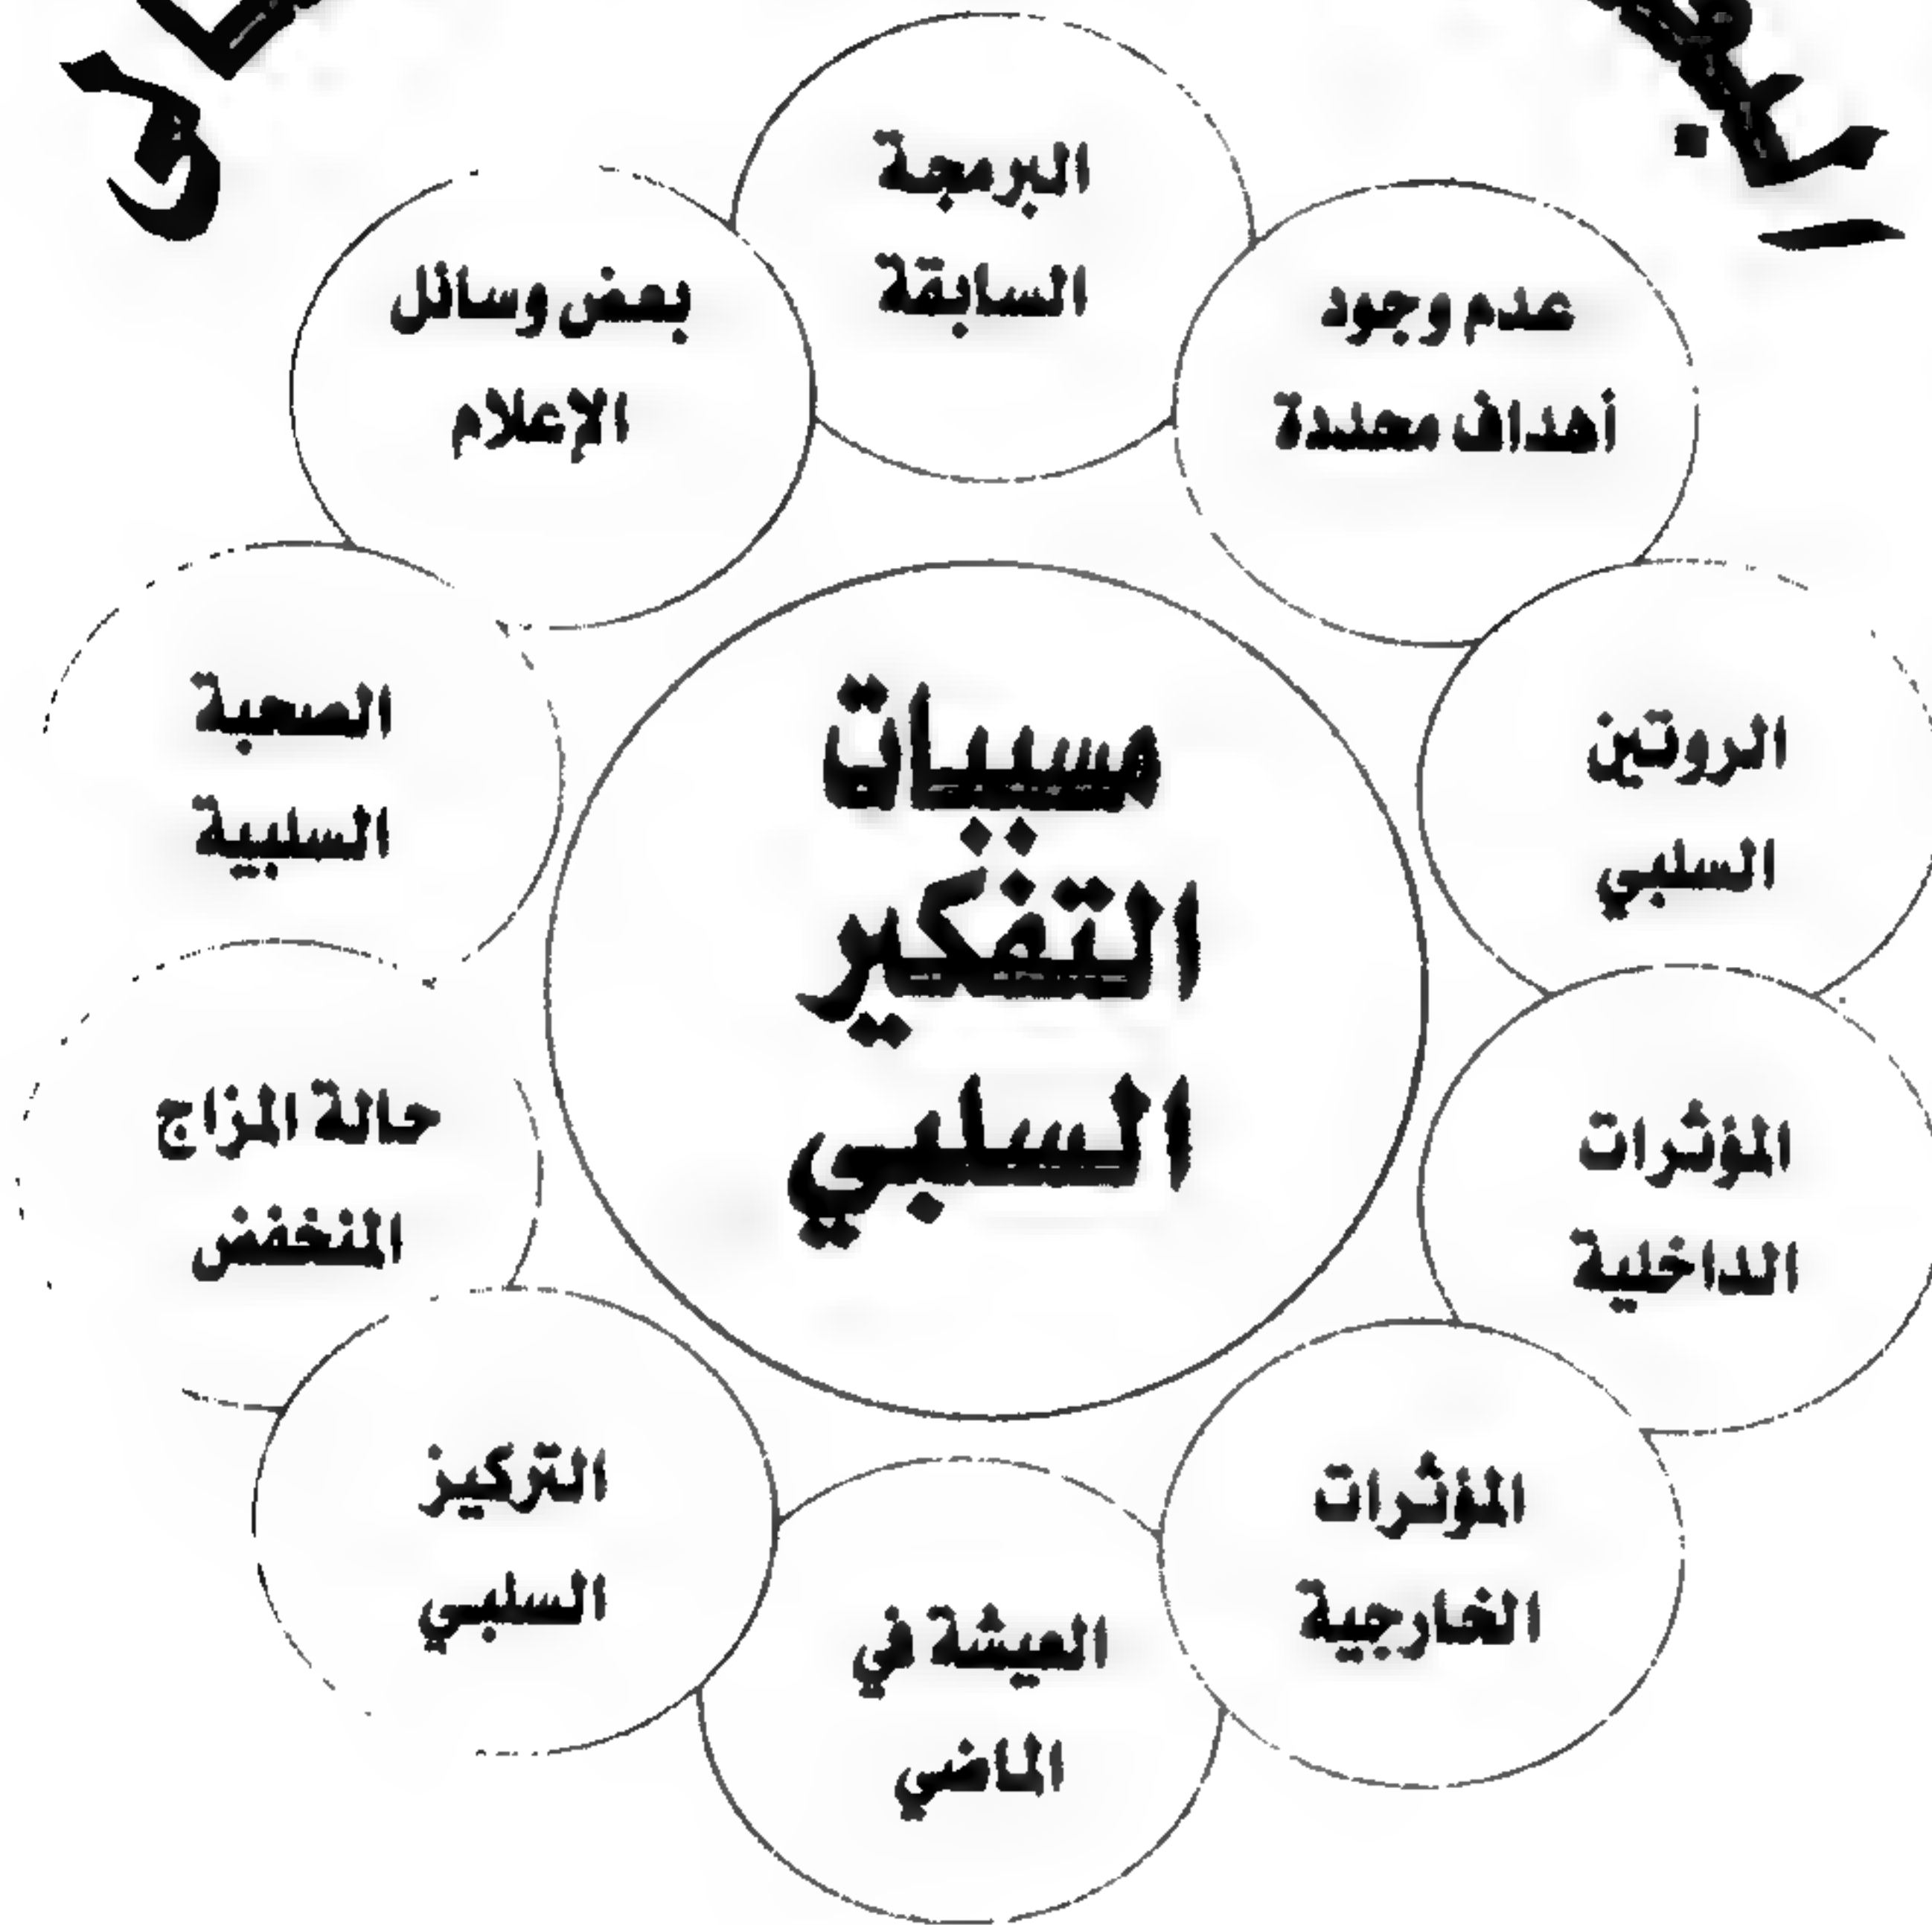 مسببات
التفكير
السلبي
البرمجة
السابقة
عدم وجود
أهداف محددة
الروتين
السلبي
المؤثرات
الداخلية
المؤثرات
الخارجية
العيشة في
الماضي
التركيز
السلبي
حالة المزاج
المنخفض
الصحبة
السلبية
بعض وسائل
الإعلام